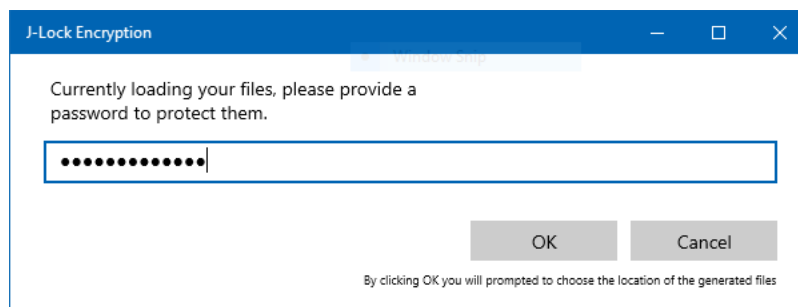 J-Lock Encryption
Window Snip
Currently loading your files, please provide a
password to protect them.
•••••••••••••
OK
Cancel
By clicking OK you will prompted to choose the location of the generated files